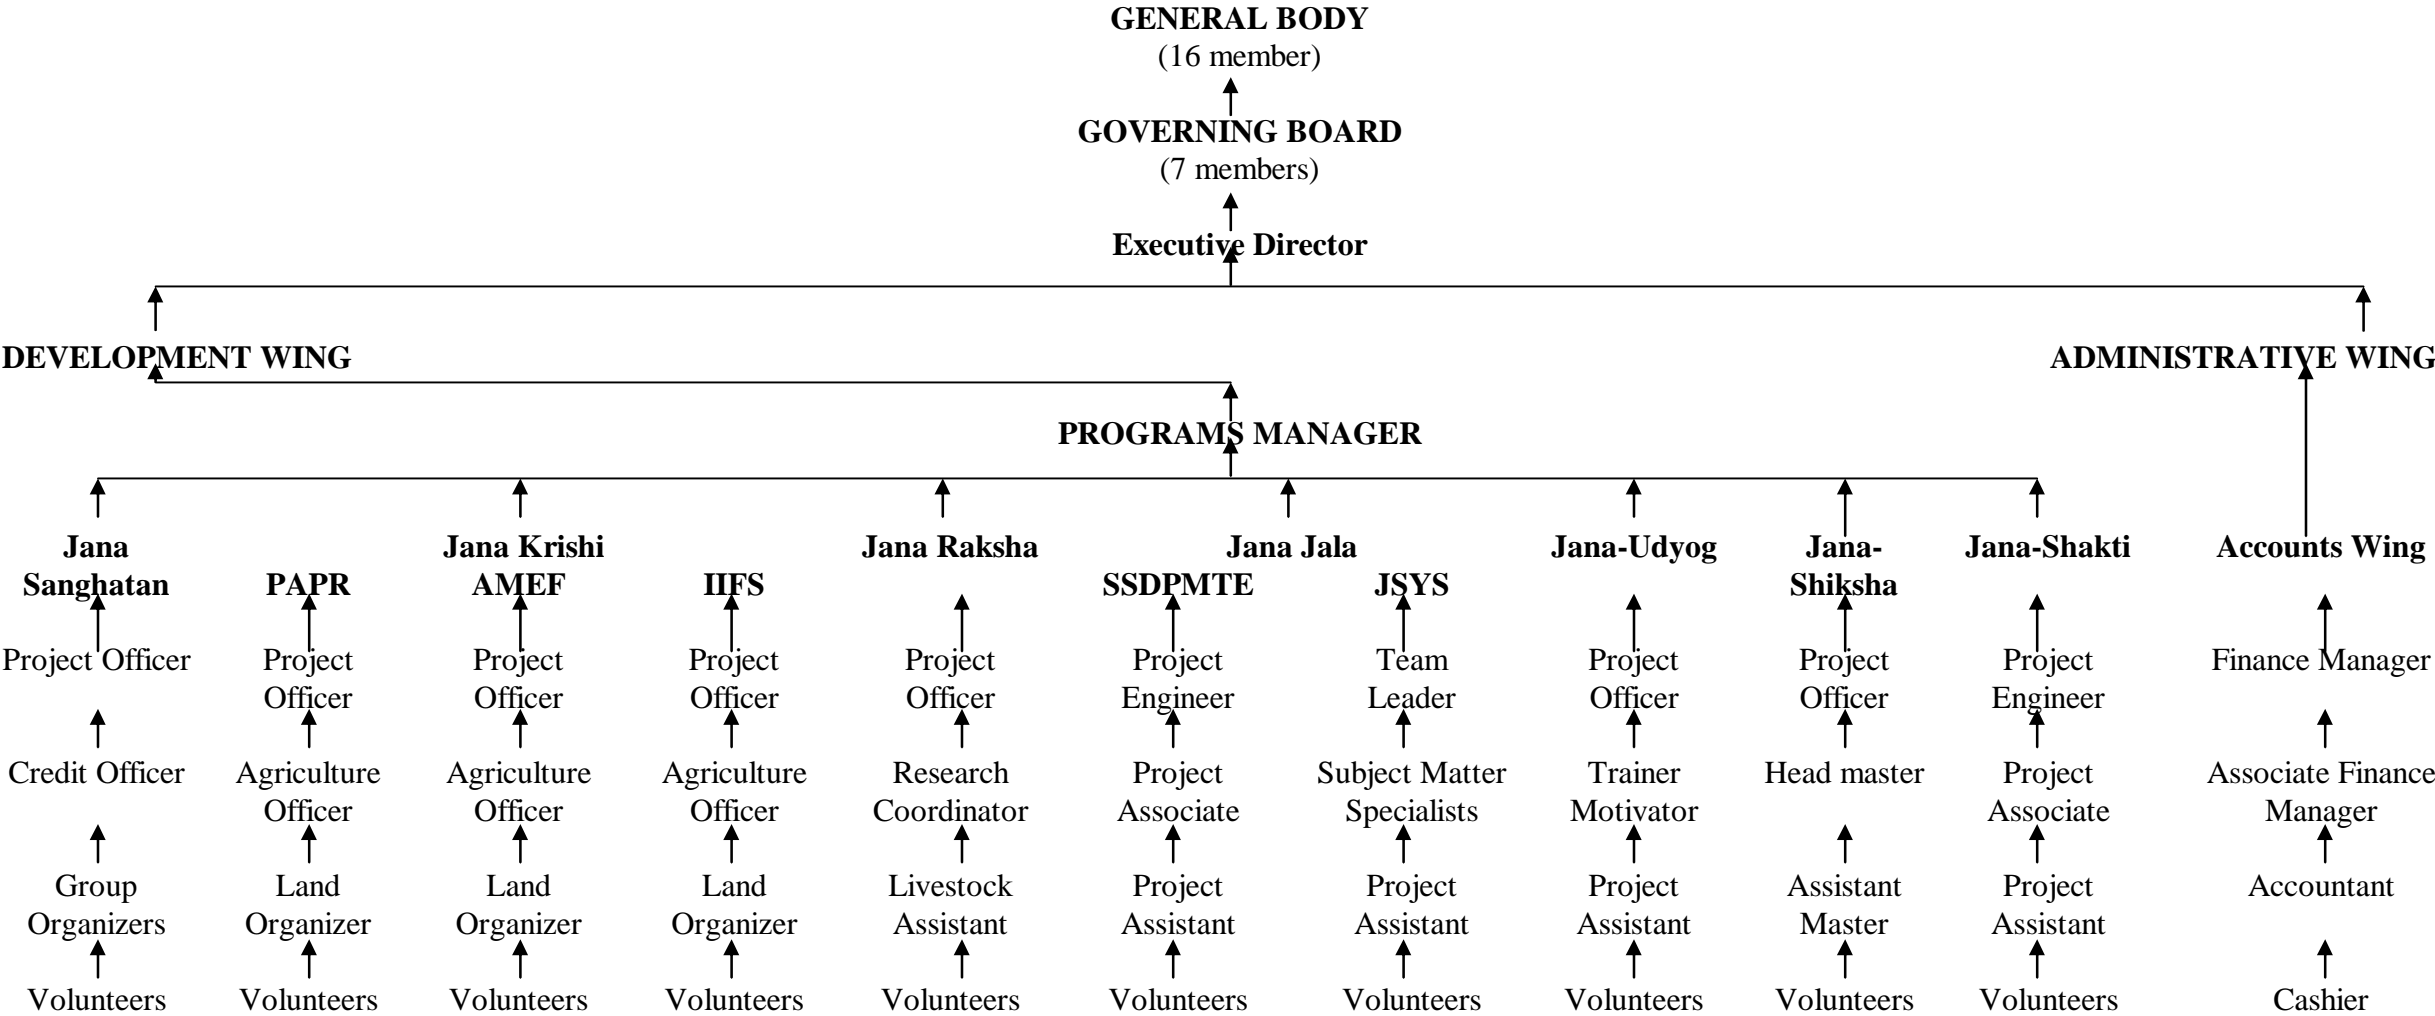 GENERAL BODY
(16 member)
GOVERNING BOARD
(7 members)
Executive Director
DEVELOPMENT WING ADMINISTRATIVE WING
PROGRAMS MANAGER
Jana Jana Krishi Jana Raksha Jana Jala Jana-Udyog Jana- Jana-Shakti Accounts Wing
Sanghatan PAPR AMEF IIFS SSDPMTE JSYS Shiksha
Project Officer Project Project Project Project Project Team Project Project Project Finance Manager
Officer Officer Officer Officer Engineer Leader Officer Officer Engineer
Credit Officer Agriculture Agriculture Agriculture Research Project Subject Matter Trainer Head master Project Associate Finance
Officer Officer Officer Coordinator Associate Specialists Motivator Associate Manager
Group Land Land Land Livestock Project Project Project Assistant Project Accountant
Organizers Organizer Organizer Organizer Assistant Assistant Assistant Assistant Master Assistant
Volunteers Volunteers Volunteers Volunteers Volunteers Volunteers Volunteers Volunteers Volunteers Volunteers Cashier